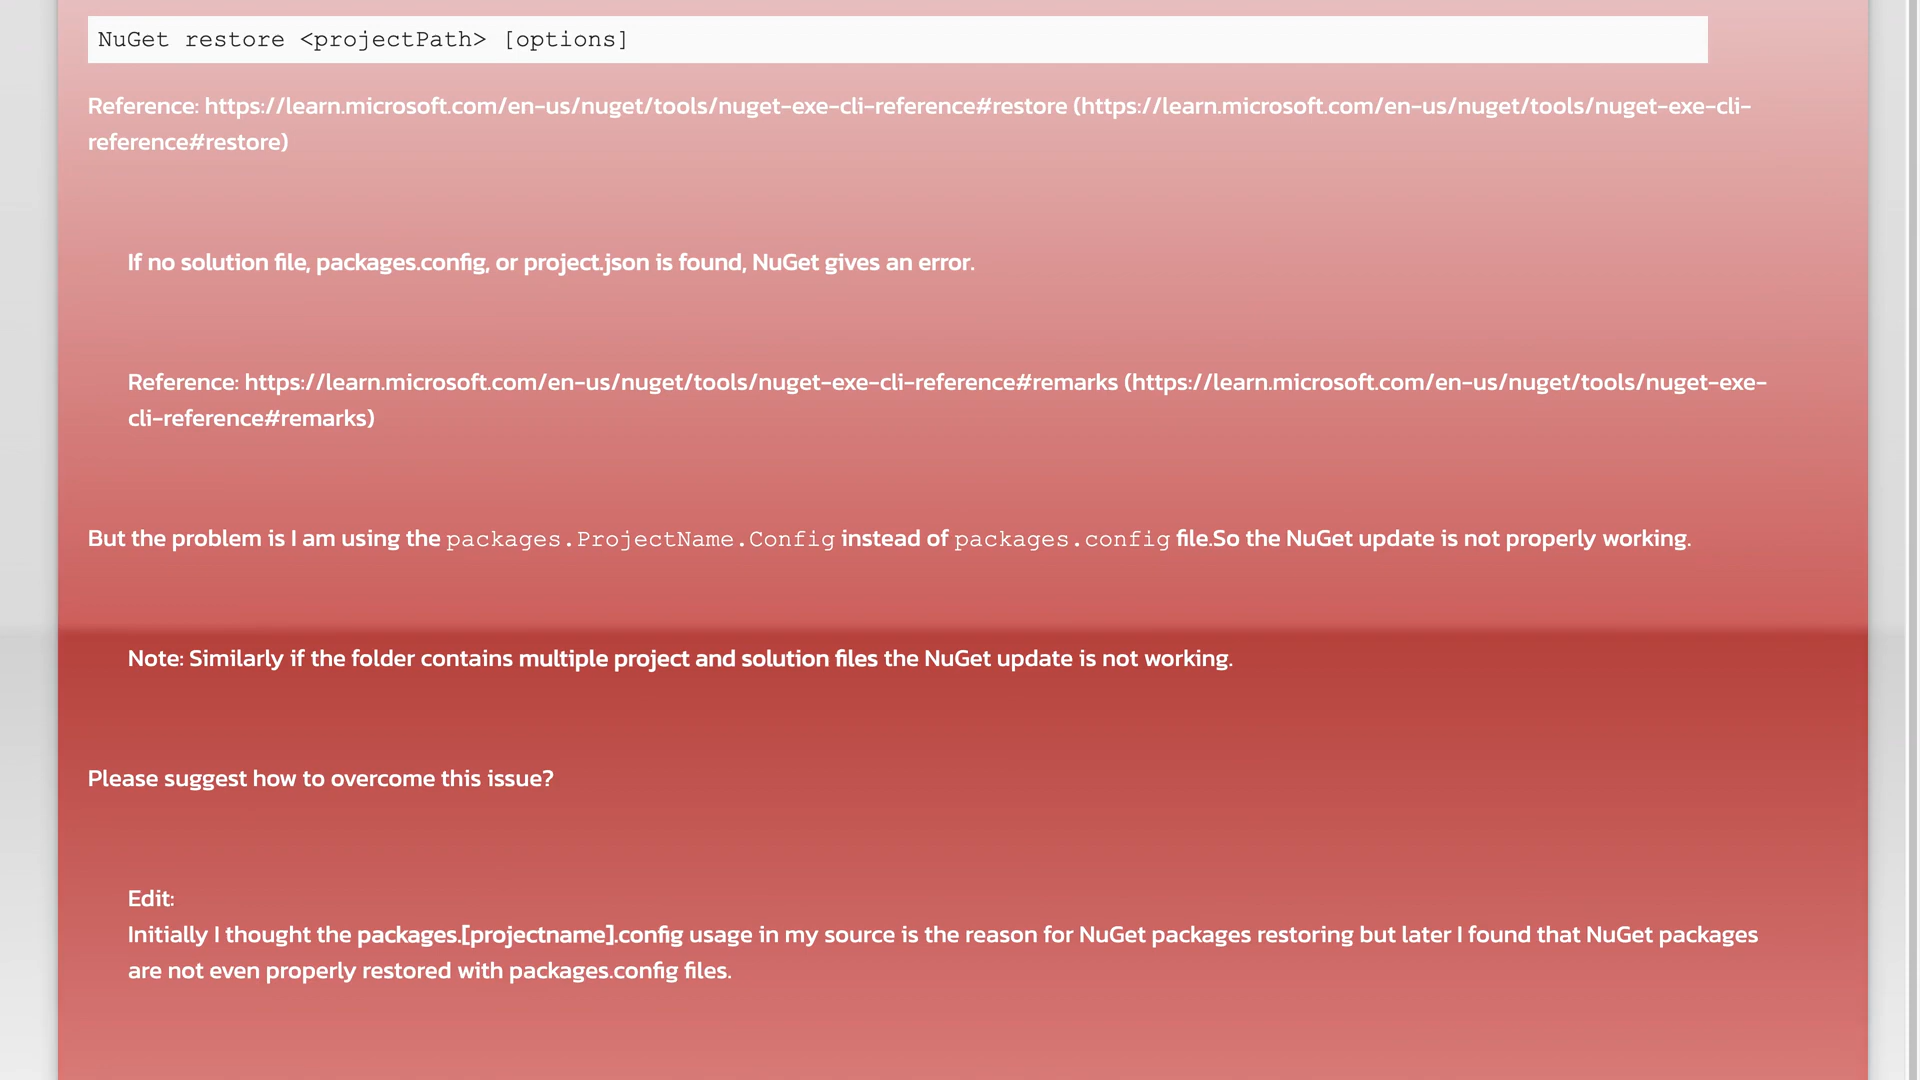 NuGet restore <projectPath> [options]
Reference: https://learn.microsoft.com/en-us/nuget/tools/nuget-exe-cli-reference#restore (https://learn.microsoft.com/en-us/nuget/tools/nuget-exe-cli-
reference#restore)
If no solution file, packages.config, or project.json is found, NuGet gives an error.
Reference: https://learn.microsoft.com/en-us/nuget/tools/nuget-exe-cli-reference#remarks (https://learn.microsoft.com/en-us/nuget/tools/nuget-exe-
cli-reference#remarks)
But the problem is I am using the packages.ProjectName.Config instead of packages.config file.So the NuGet update is not properly working.
Note: Similarly if the folder contains multiple project and solution files the NuGet update is not working.
Please suggest how to overcome this issue?
Edit:
Initially I thought the packages.[projectname].config usage in my source is the reason for NuGet packages restoring but later I found that NuGet packages
are not even properly restored with packages.config files.